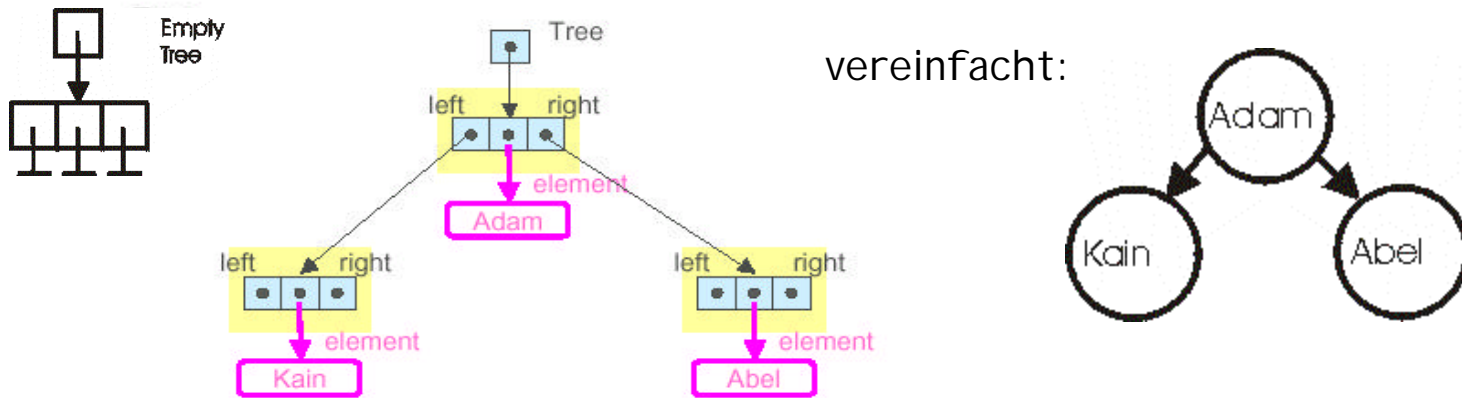 Empty
Tree
Tree
left right
element
Adam
left right
element
Kain
left right
element
Abel
vereinfacht:
Adam
Kain
Abel